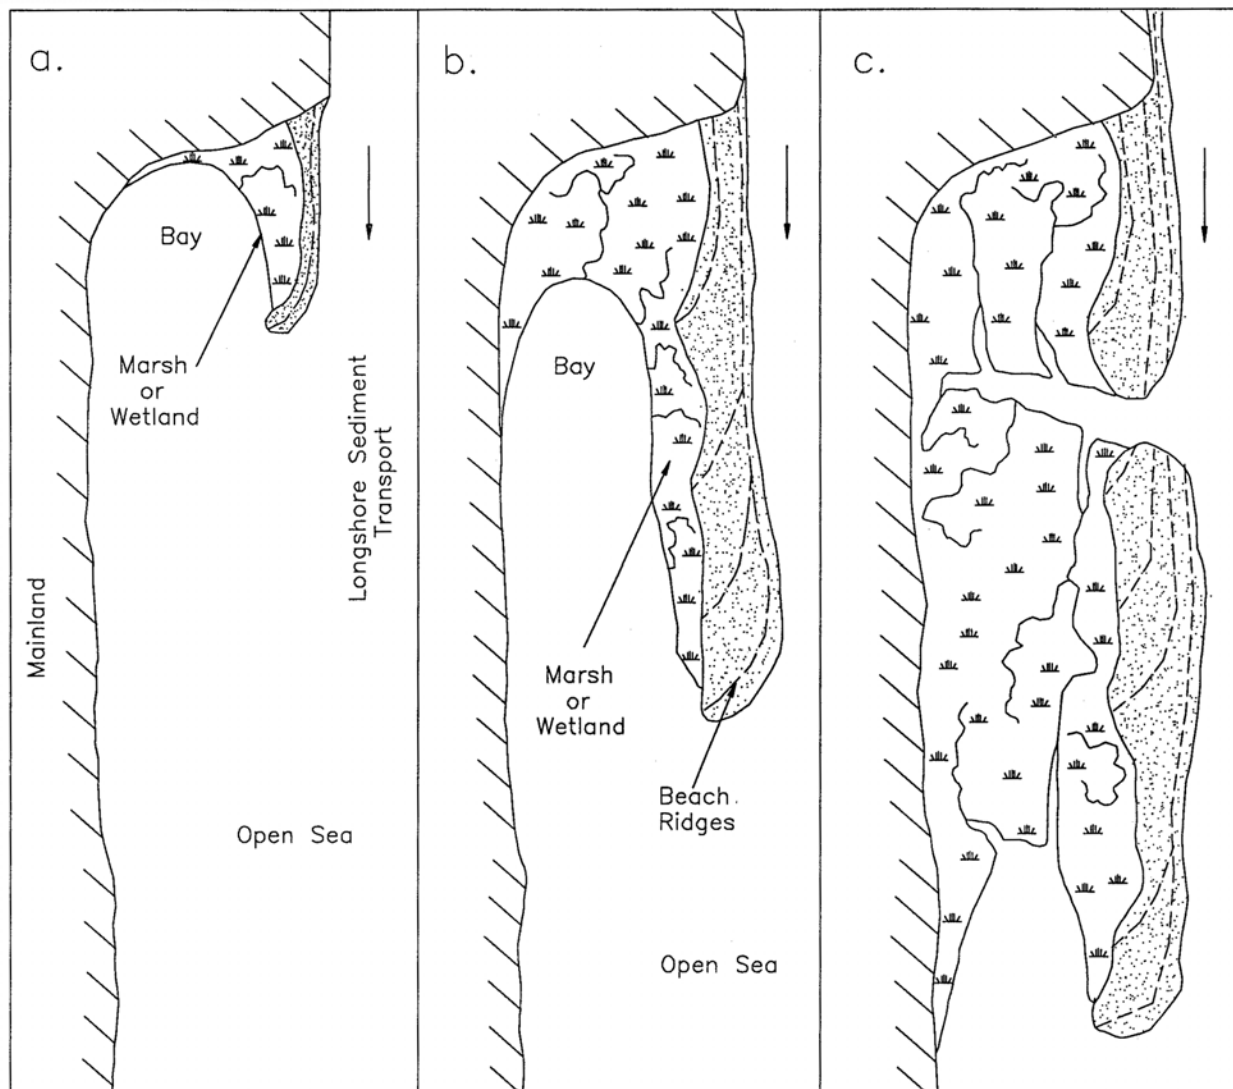 a.
Bay
Marsh
or
Wetland
Longshore Sediment
Transport
Mainland
Open Sea
b.
Bay
Marsh
or
Wetland
Beach
Ridges
Open Sea
c.